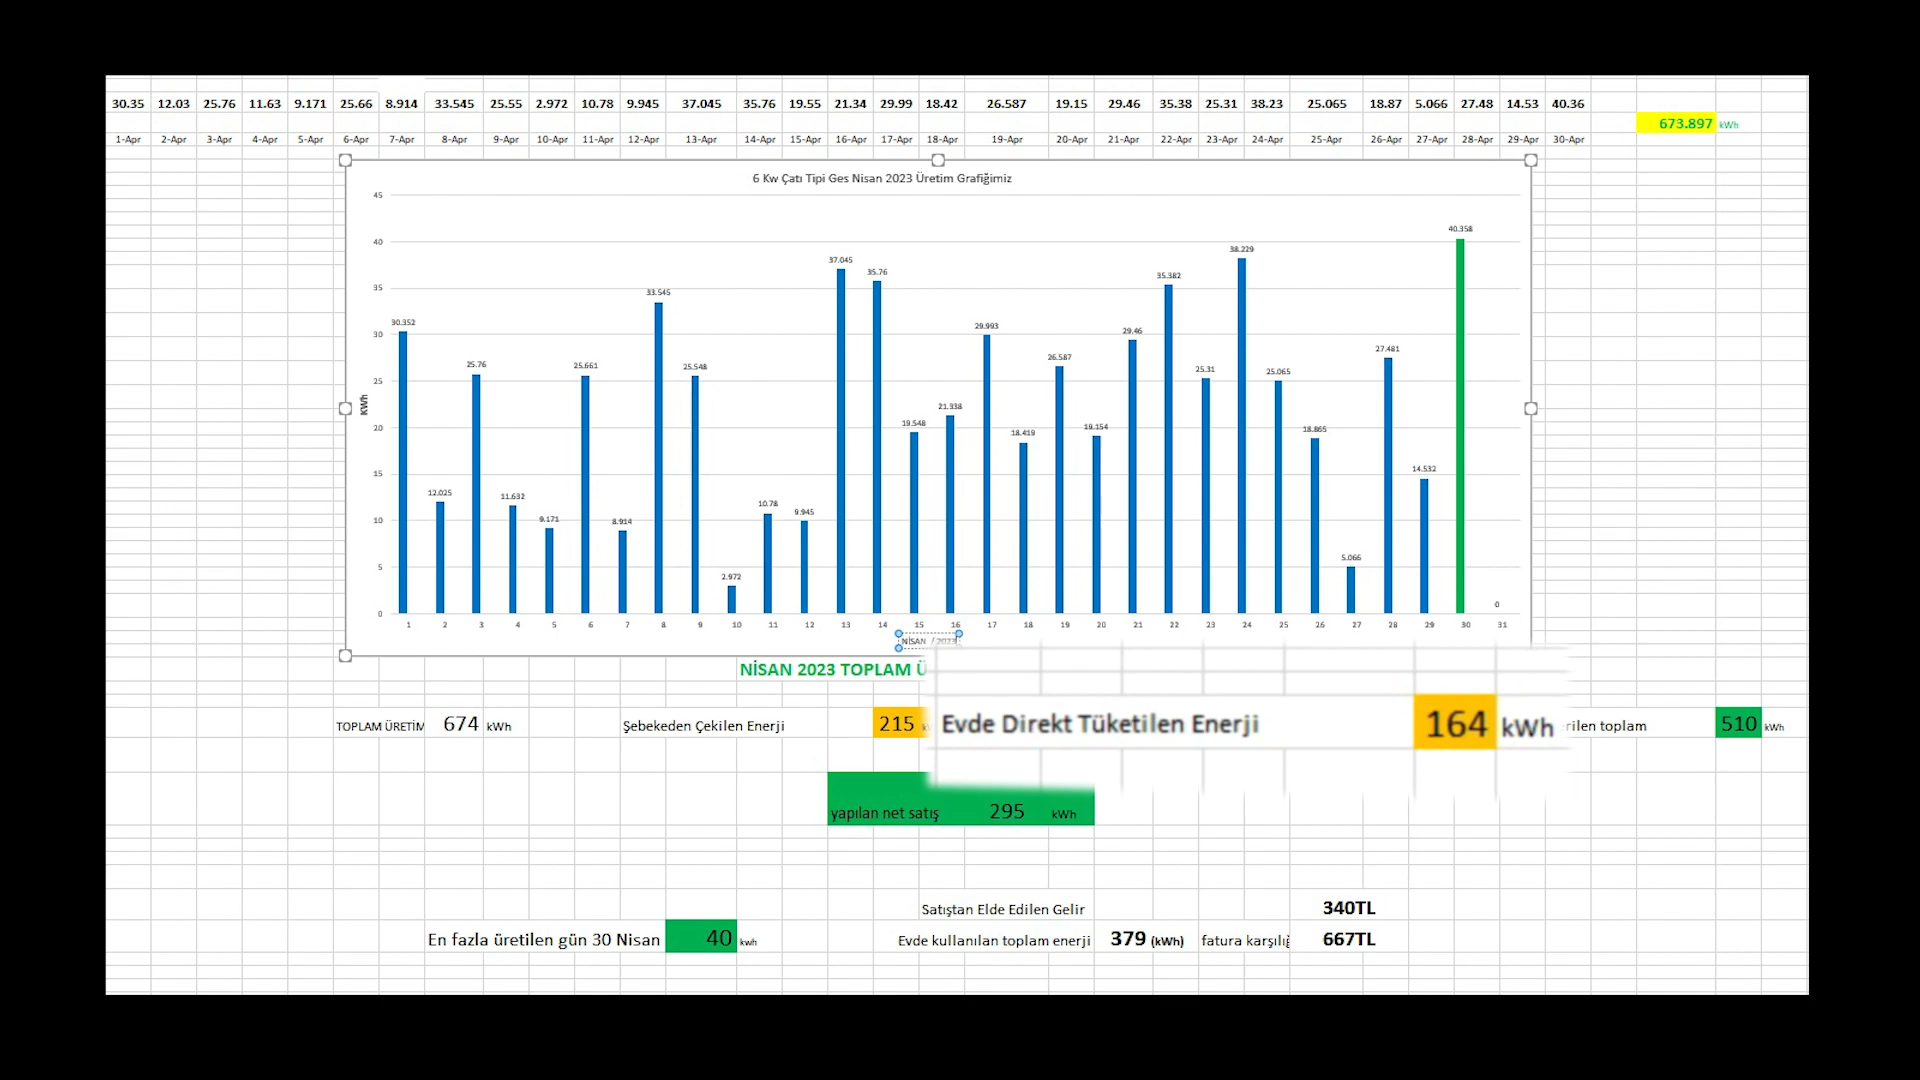 30.35 12.03 25.76 11.63 9.171 25.66 8.914 33.545 25.55 2.972 10.78 9.945 37.045 35.76 19.55 21.34 29.99 18.42 26.587 19.15 29.46 35.38 25.31 38.23 25.065 18.87 5.066 27.48 14.53 40.36
673.897 kWh
1-Apr 2-Apr 3-Apr 4-Apr 5-Apr 6-Apr 7-Apr 8-Apr 9-Apr 10-Apr 11-Apr 12-Apr 13-Apr 14-Apr 15-Apr 16-Apr 17-Apr 18-Apr 19-Apr 20-Apr 21-Apr 22-Apr 23-Apr 24-Apr 25-Apr 26-Apr 27-Apr 28-Apr 29-Apr 30-Apr
6 Kw Çatı Tipi Ges Nisan 2023 Üretim Grafiğimiz
45
40
35
30
25
20
15
10
5
0
KWh
30.352 12.025 25.76 11.632 9.171 25.661 8.914 33.545 25.548 2.972 10.78 9.945 37.045 35.76 19.548 21.338 29.993 18.419 26.587 19.154 29.46 35.382 25.31 38.229 25.065 18.865 5.066 27.481 14.532 40.358 0
1 2 3 4 5 6 7 8 9 10 11 12 13 14 15 16 17 18 19 20 21 22 23 24 25 26 27 28 29 30 31
NİSAN / 2023
NİSAN 2023 TOPLAM Ü
TOPLAM ÜRETİM 674 kWh Şebekeden Çekilen Enerji 215 Evde Direkt Tüketilen Enerji 164 kWh rilen toplam 510 kWh
yapılan net satış 295 kWh
Satıştan Elde Edilen Gelir 340TL
En fazla üretilen gün 30 Nisan 40 kwh Evde kullanılan toplam enerji 379 (kWh) fatura karşılığ 667TL